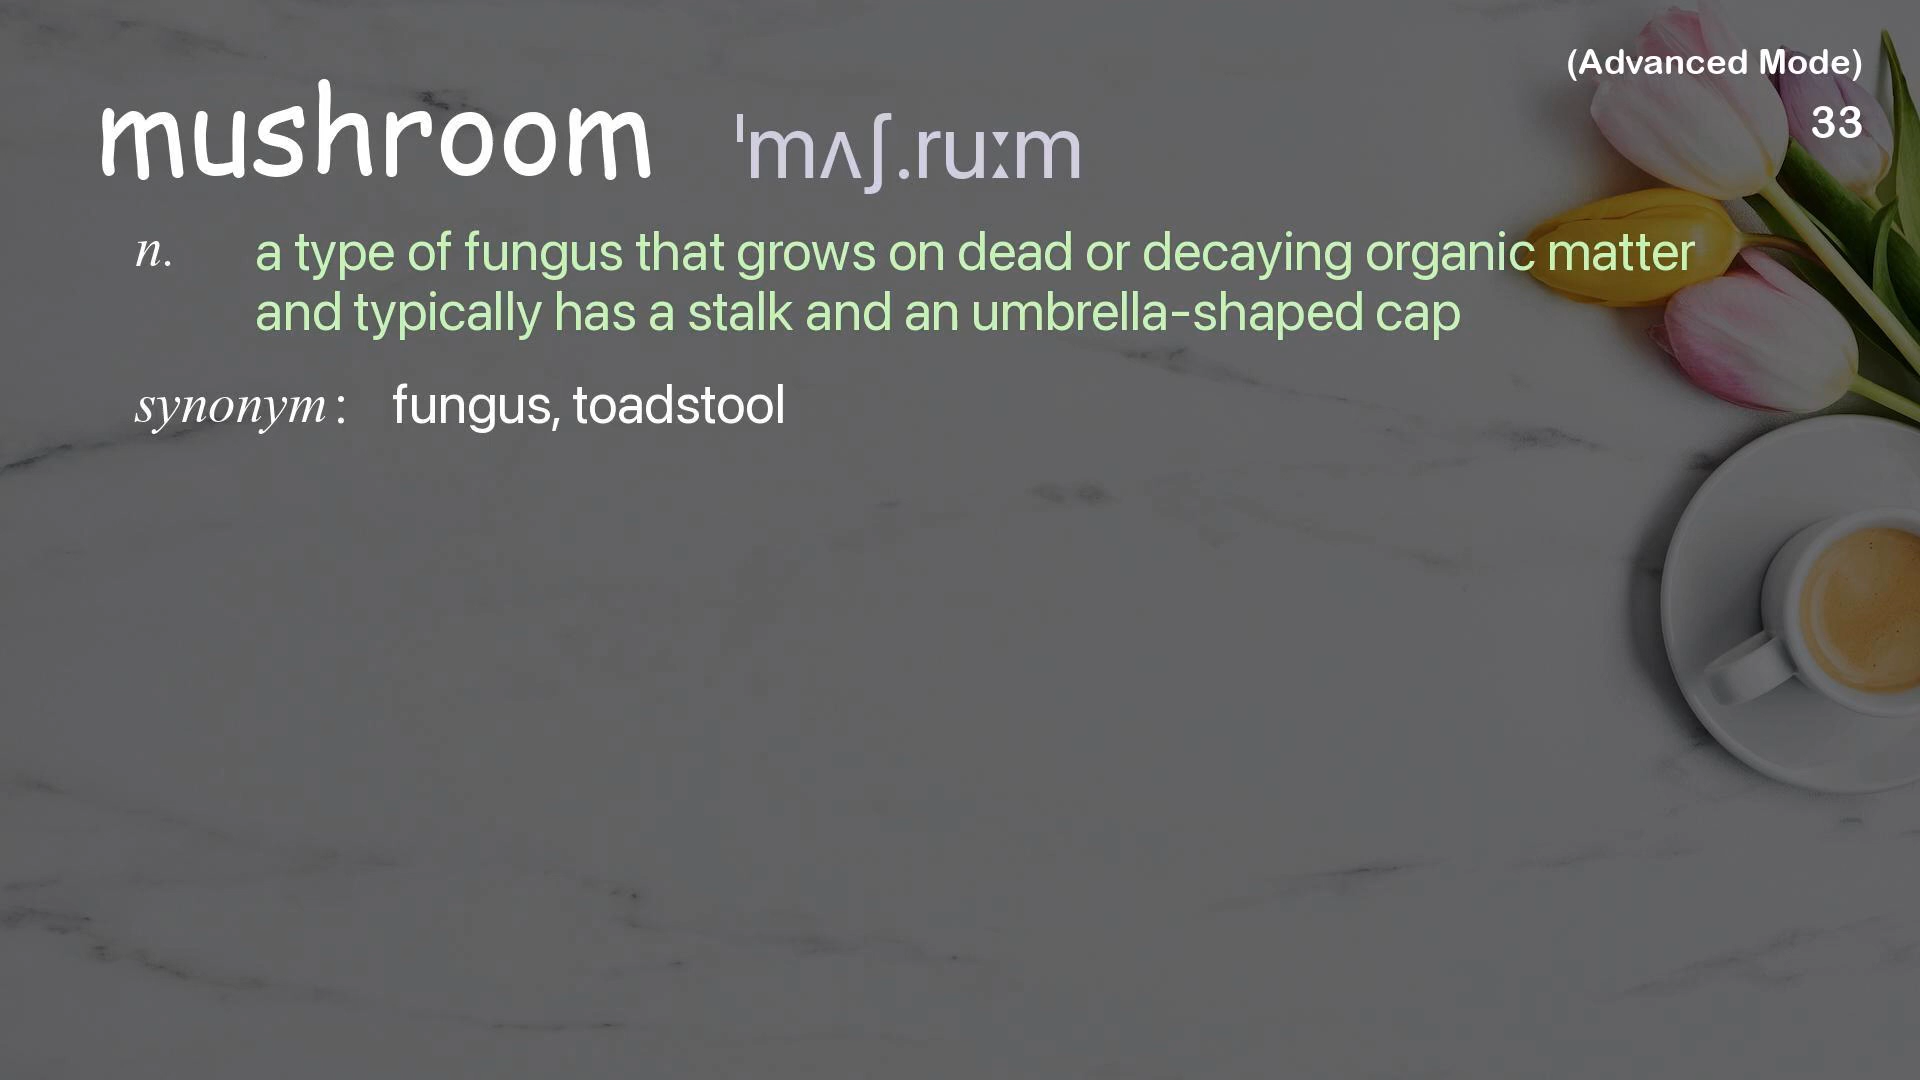 (Advanced Mode)
33
mushroom ˈmʌʃ.ruːm
n. a type of fungus that grows on dead or decaying organic matter
and typically has a stalk and an umbrella-shaped cap
synonym: fungus, toadstool